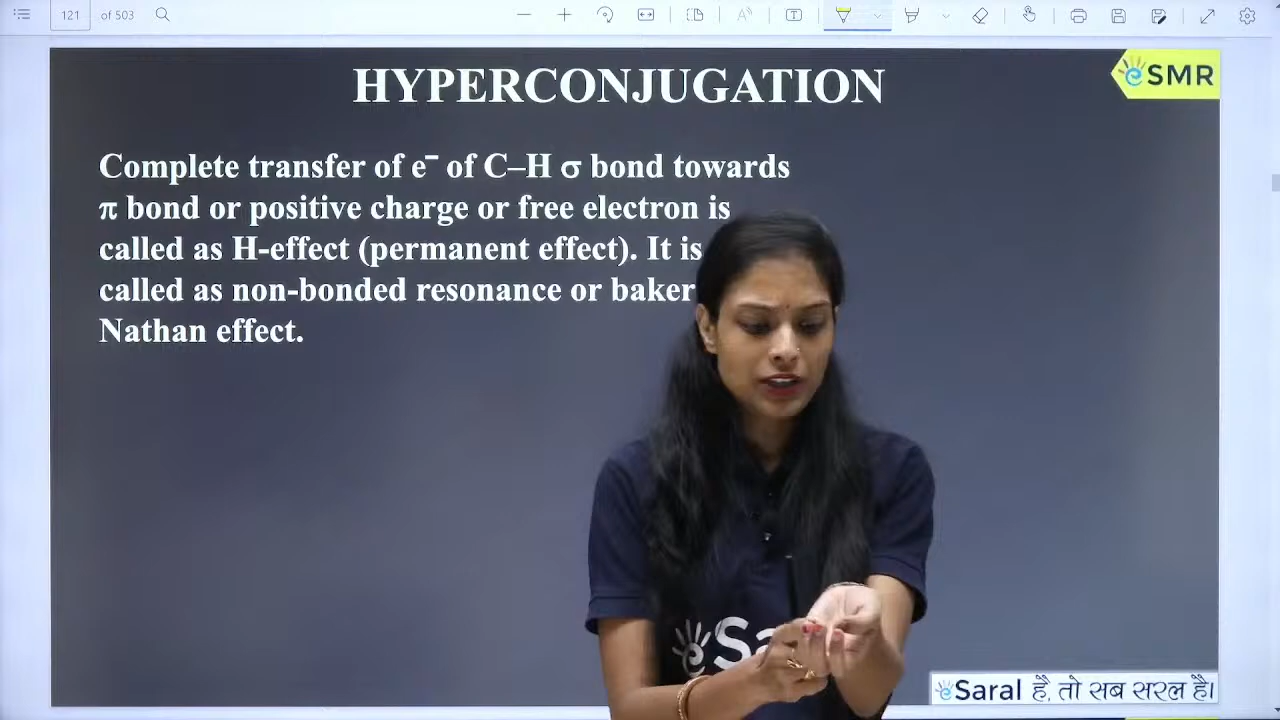 121 of 503
HYPERCONJUGATION
eSMR
Complete transfer of e⁻ of C–H σ bond towards
π bond or positive charge or free electron is
called as H-effect (permanent effect). It is
called as non-bonded resonance or baker
Nathan effect.
eSa
eSaral है, तो सब सरल है।